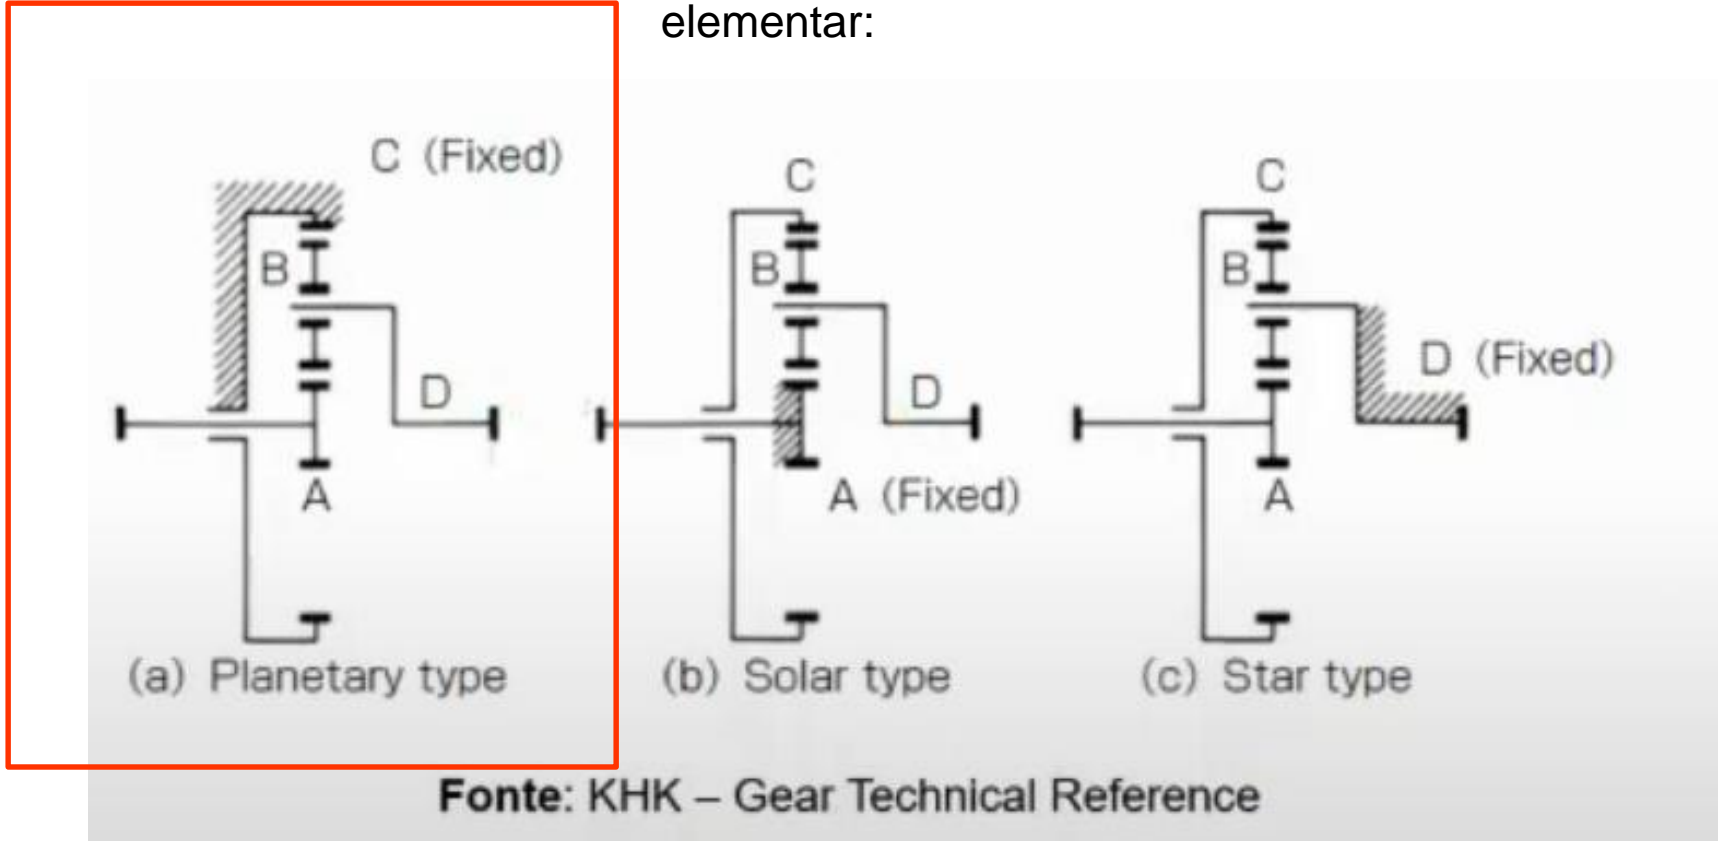 elementar:
C (Fixed)
B
D
A
(a) Planetary type
C
B
D
A (Fixed)
(b) Solar type
C
B
D (Fixed)
A
(c) Star type
Fonte: KHK – Gear Technical Reference